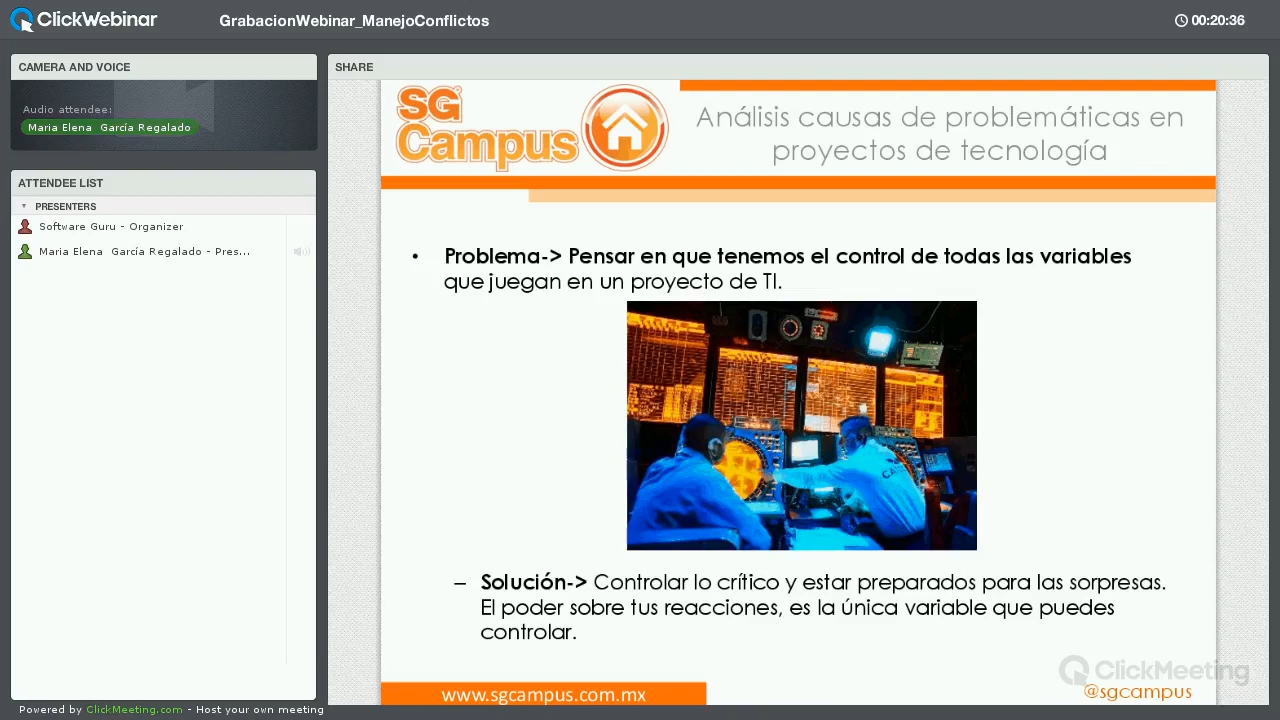 ClickWebinar
GrabacionWebinar_ManejoConflictos
00:20:36
CAMERA AND VOICE
Audio attendee:
Maria Elena García Regalado
ATTENDEE LIST
PRESENTERS
Software Guru - Organizer
Maria Elena García Regalado - Pres...
SHARE
SG
Campus
Análisis causas de problemáticas en
proyectos de tecnología
• Problema-> Pensar en que tenemos el control de todas las variables
que juegan en un proyecto de TI.
– Solución-> Controlar lo crítico y estar preparados para las sorpresas.
El poder sobre tus reacciones, es la única variable que puedes
controlar.
ClickMeeting
www.sgcampus.com.mx
@sgcampus
Powered by ClickMeeting.com - Host your own meeting